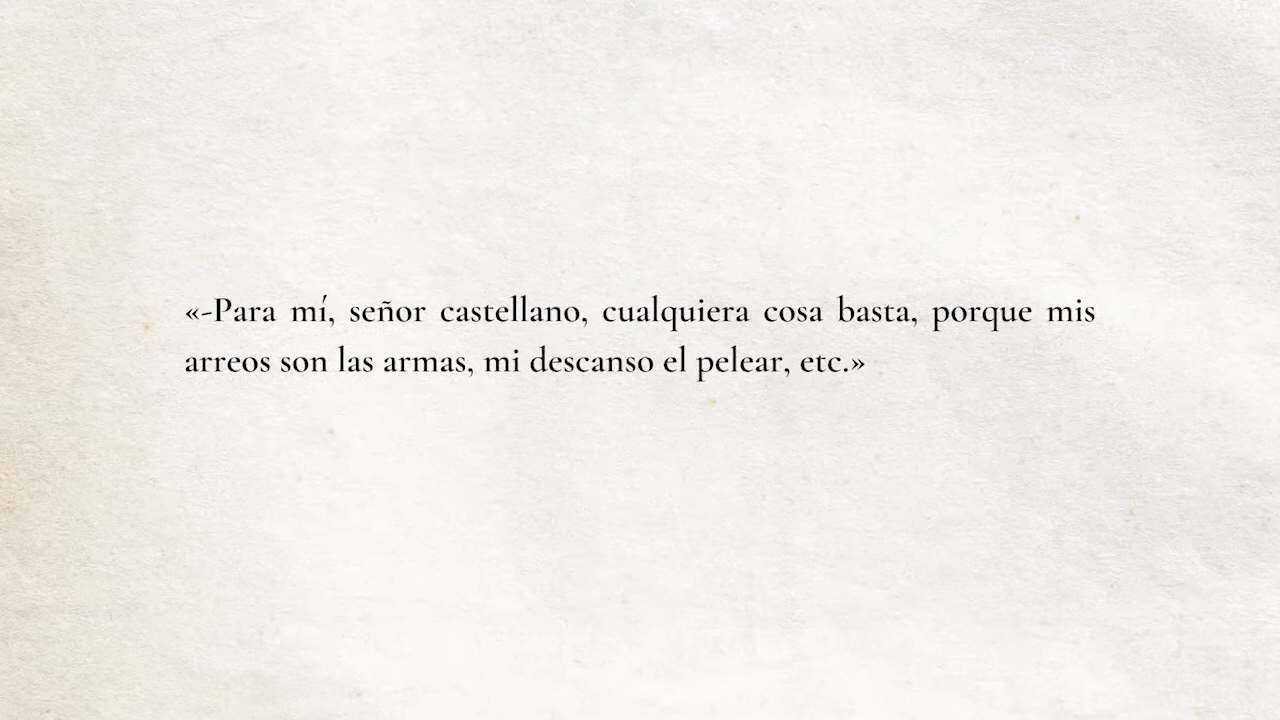 «-Para mí, señor castellano, cualquiera cosa basta, porque mis
arreos son las armas, mi descanso el pelear, etc.»